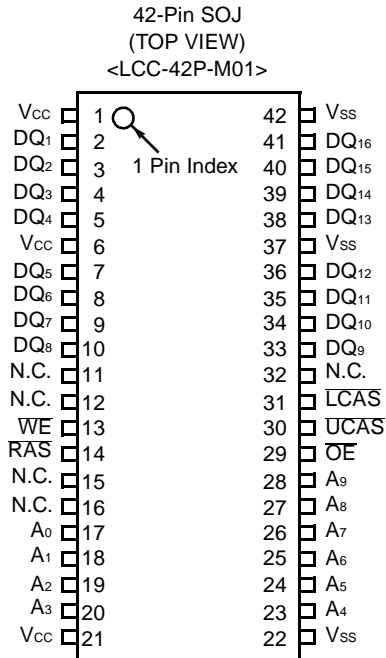 42-Pin SOJ
(TOP VIEW)
<LCC-42P-M01>
Vcc 1 42 Vss
DQ1 2 41 DQ16
DQ2 3 40 DQ15
1 Pin Index
DQ3 4 39 DQ14
DQ4 5 38 DQ13
Vcc 6 37 Vss
DQ5 7 36 DQ12
DQ6 8 35 DQ11
DQ7 9 34 DQ10
DQ8 10 33 DQ9
N.C. 11 32 N.C.
N.C. 12 31 LCAS
WE 13 30 UCAS
RAS 14 29 OE
N.C. 15 28 A9
N.C. 16 27 A8
A0 17 26 A7
A1 18 25 A6
A2 19 24 A5
A3 20 23 A4
Vcc 21 22 Vss